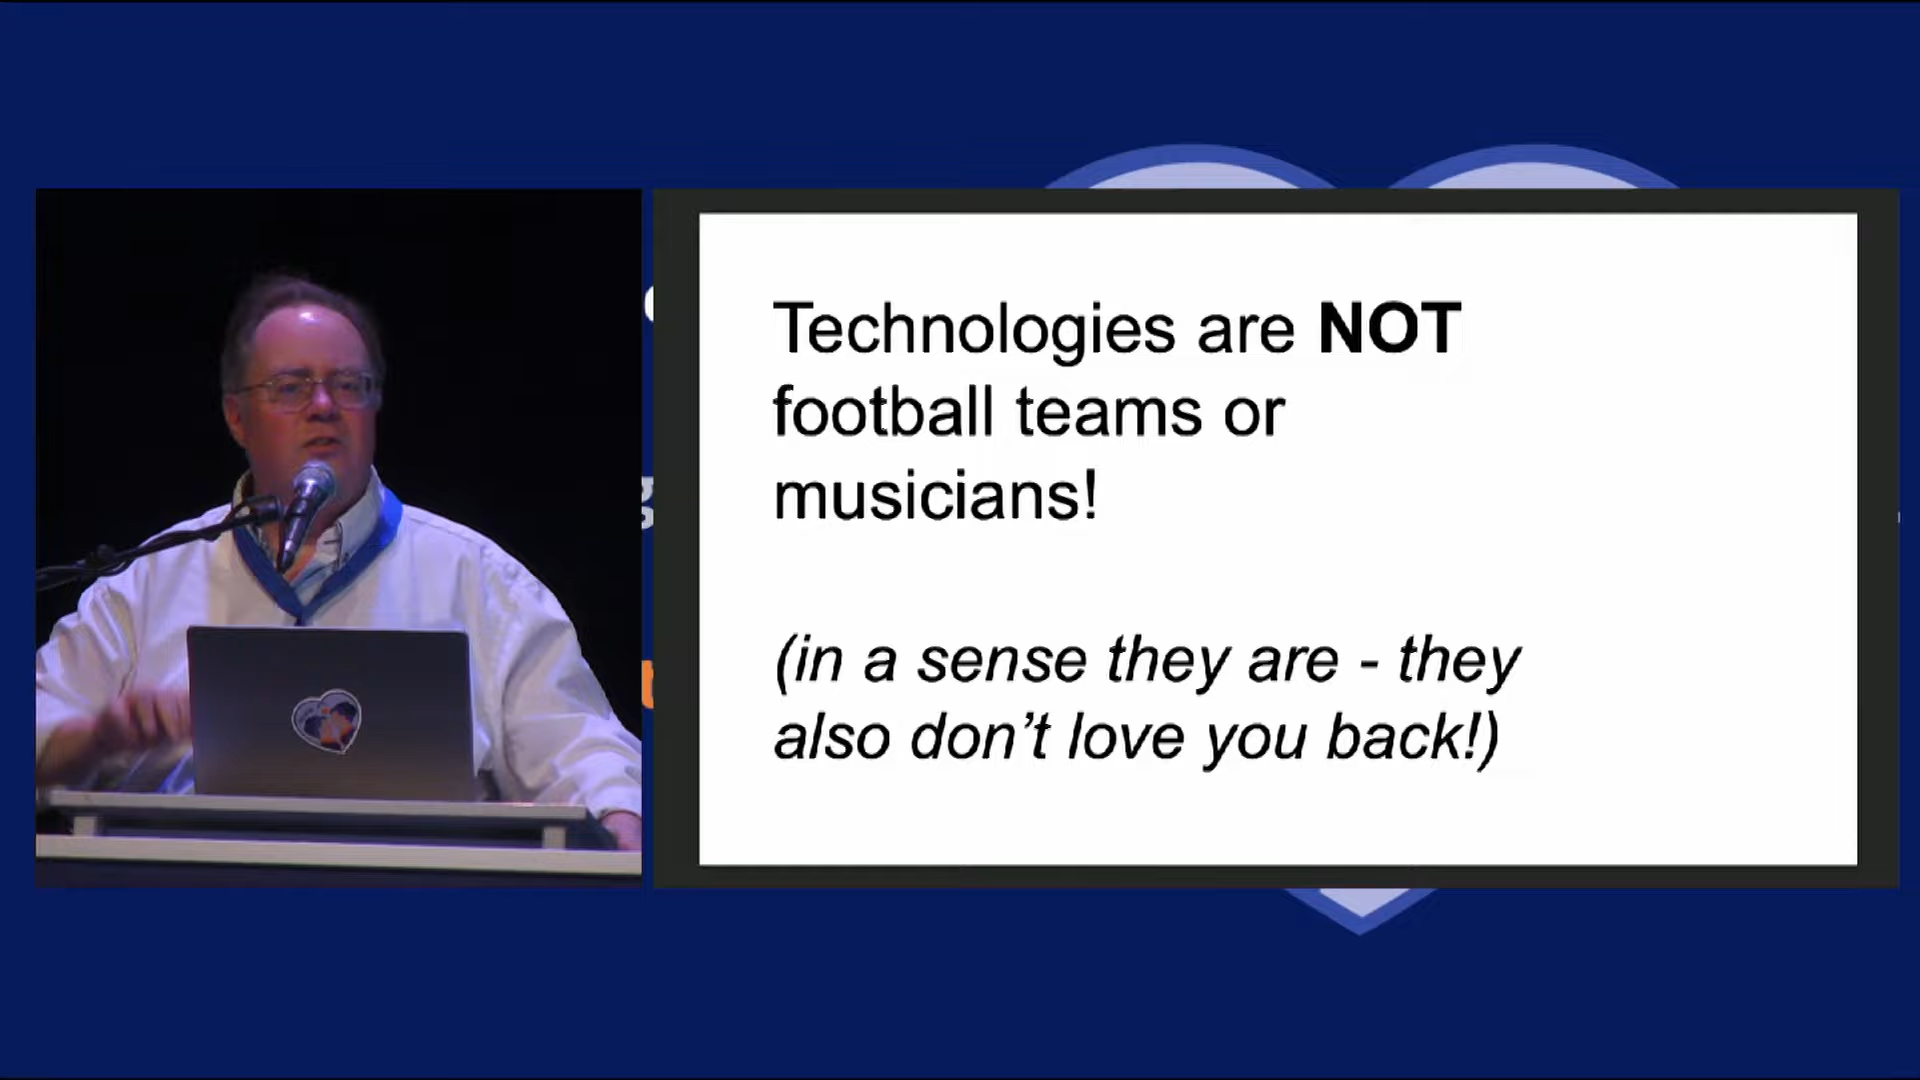 Technologies are NOT
football teams or
musicians!
(in a sense they are - they
also don’t love you back!)